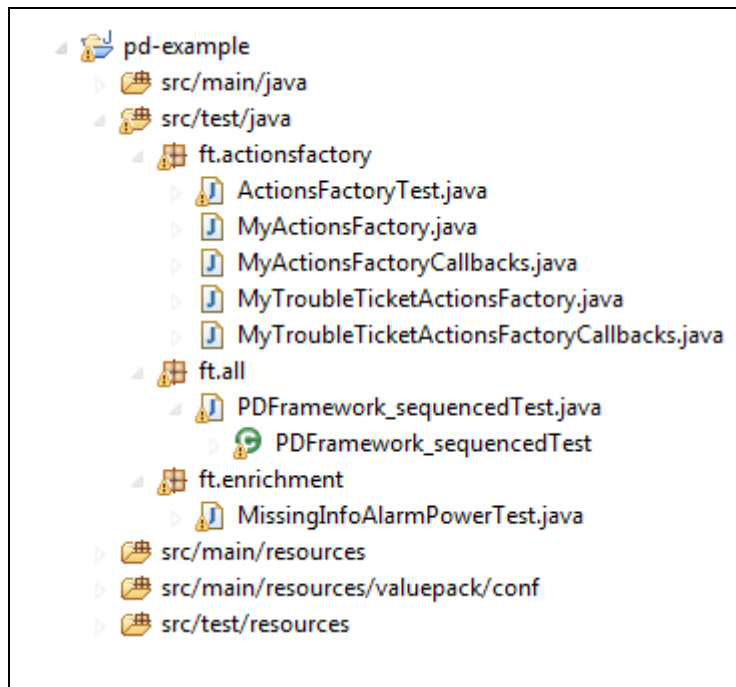 pd-example
src/main/java
src/test/java
ft.actionsfactory
ActionsFactoryTest.java
MyActionsFactory.java
MyActionsFactoryCallbacks.java
MyTroubleTicketActionsFactory.java
MyTroubleTicketActionsFactoryCallbacks.java
ft.all
PDFramework_sequencedTest.java
PDFramework_sequencedTest
ft.enrichment
MissingInfoAlarmPowerTest.java
src/main/resources
src/main/resources/valuepack/conf
src/test/resources